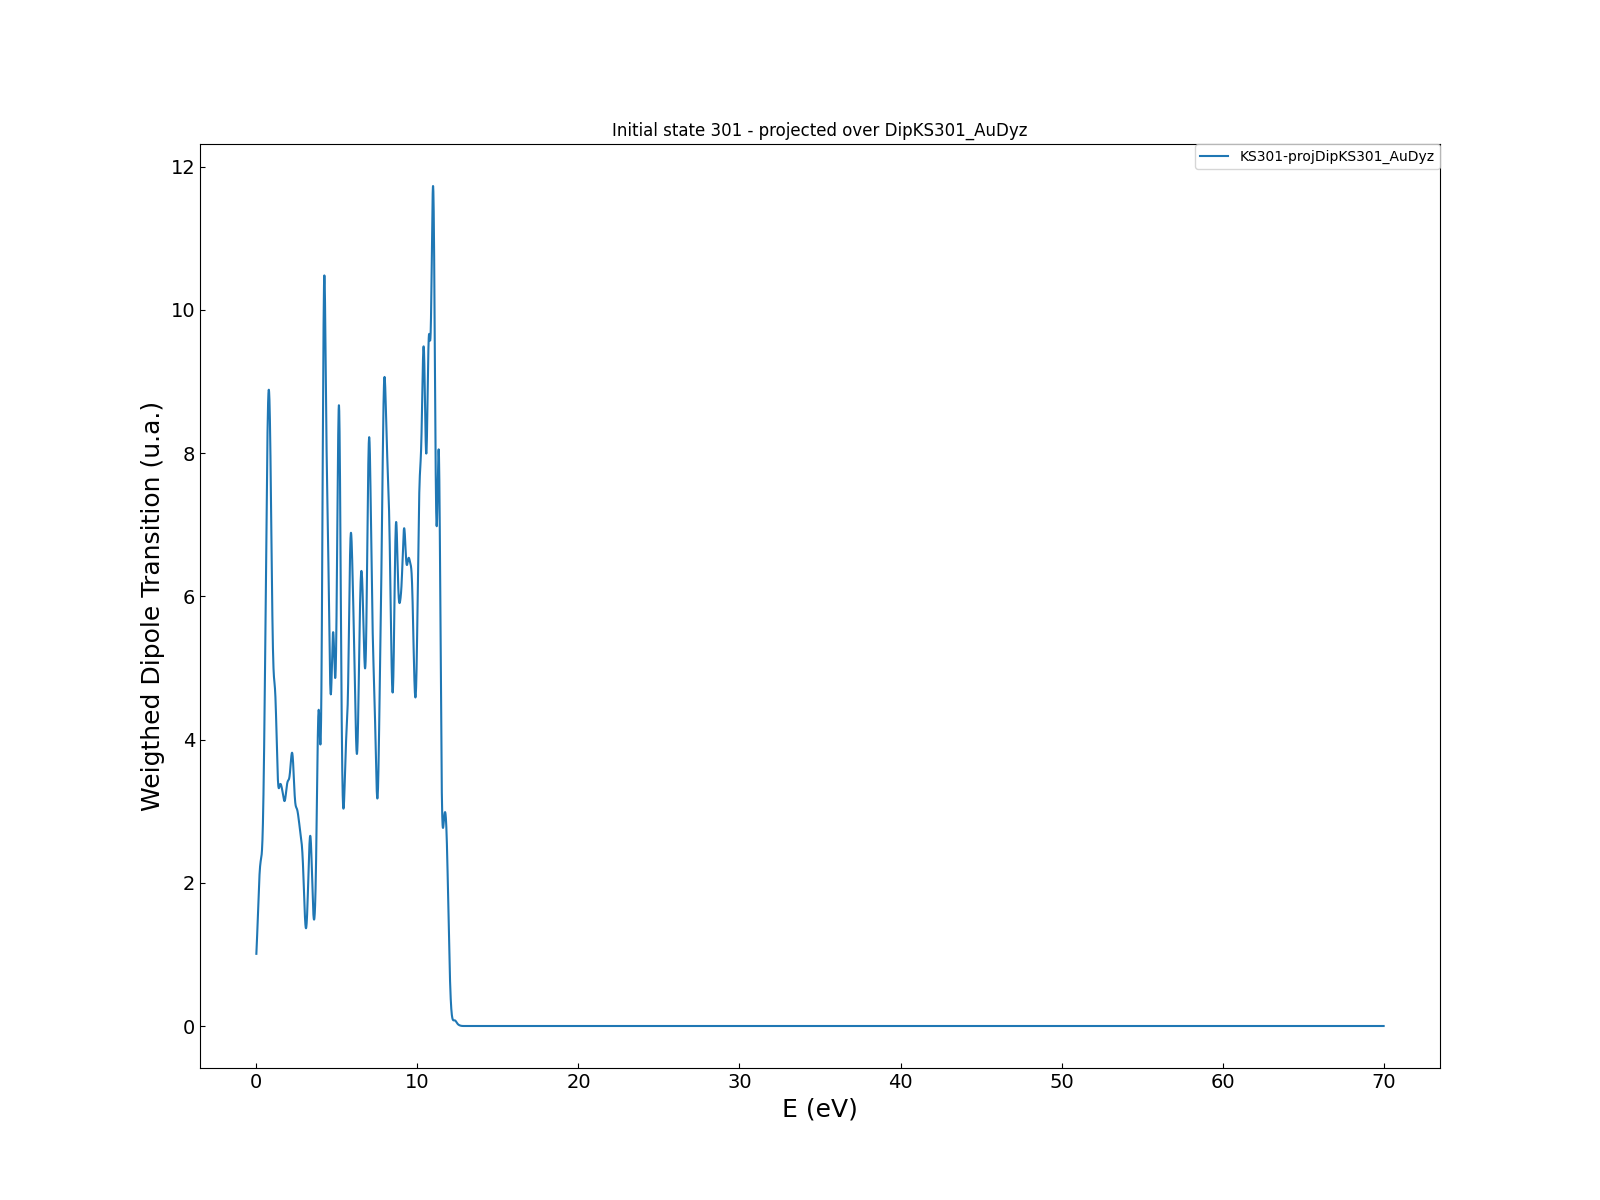 Initial state 301 - projected over DipKS301_AuDyz
KS301-projDipKS301_AuDyz
12
10
8
6
4
2
0
Weigthed Dipole Transition (u.a.)
0 10 20 30 40 50 60 70
E (eV)